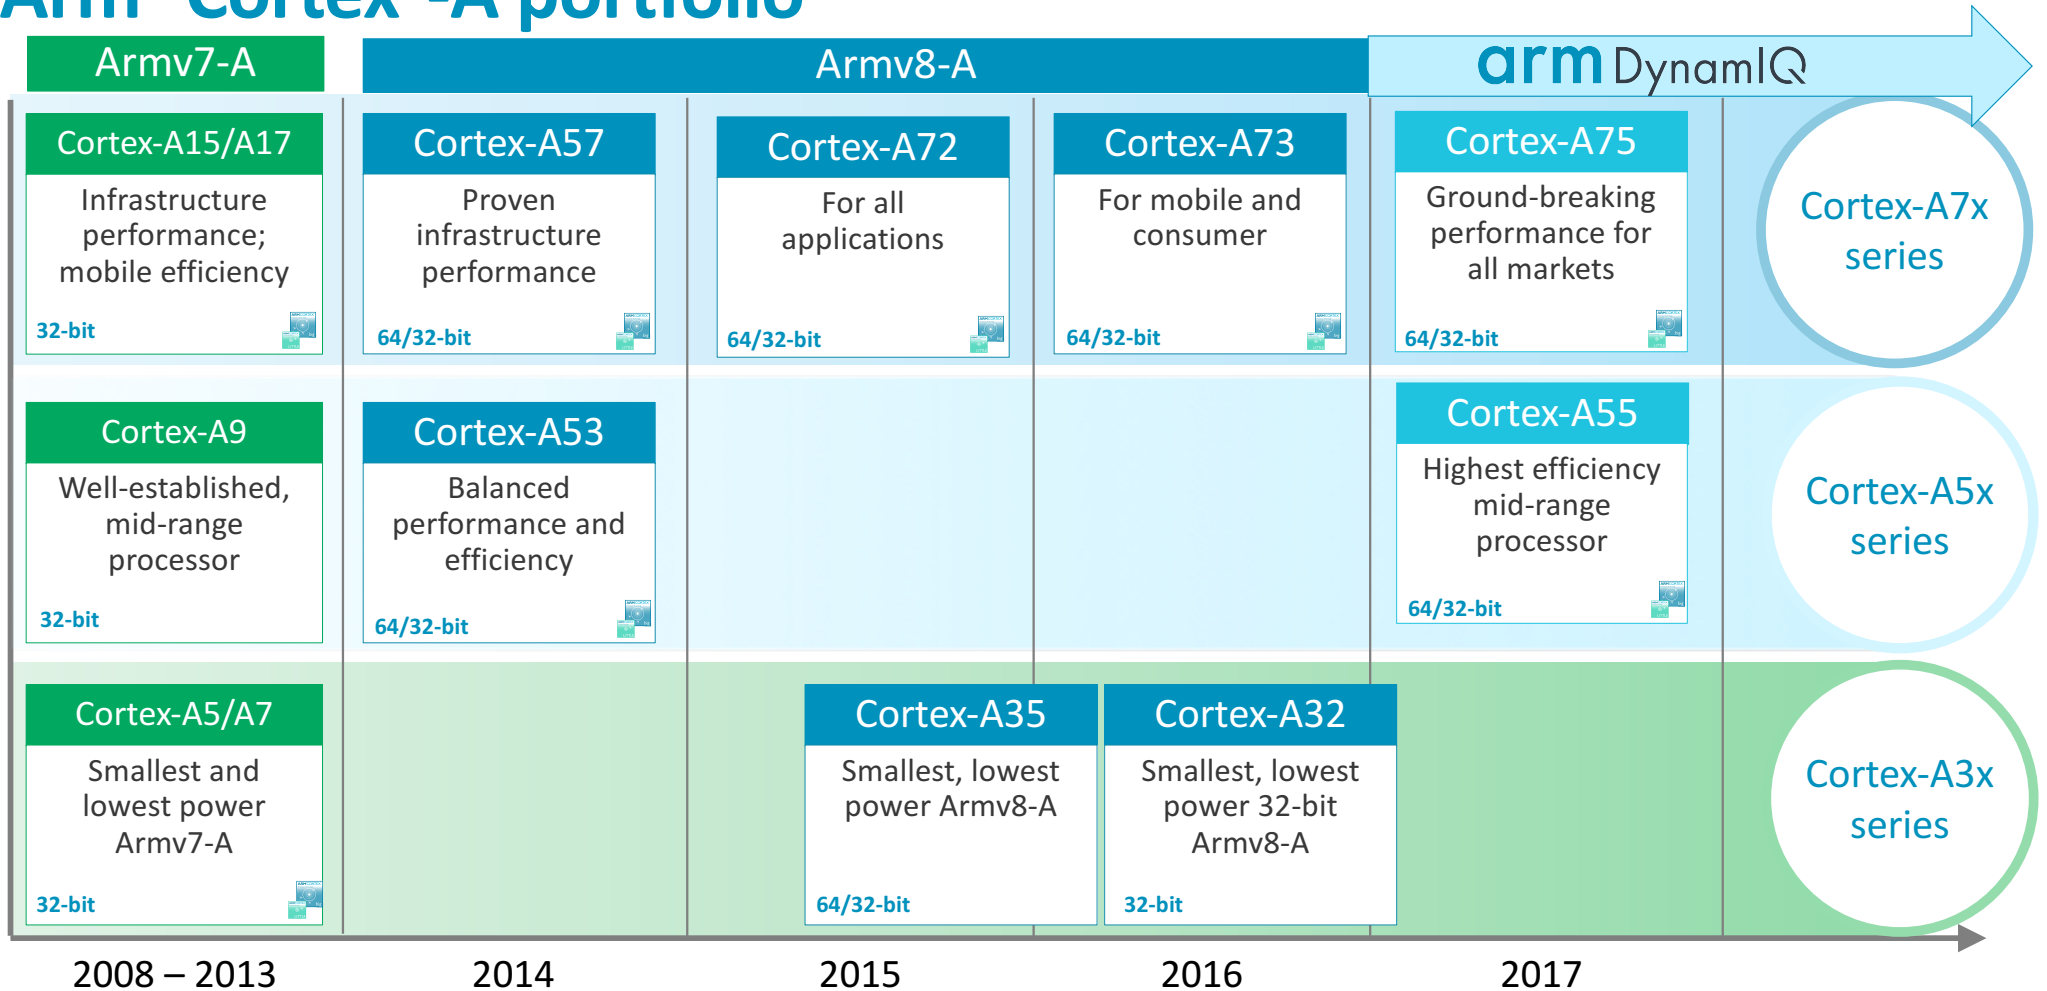 Arm Cortex -A portfolio
Armv7-A
Armv8-A
arm DynamIQ
Cortex-A15/A17
Infrastructure
performance;
mobile efficiency
32-bit
Cortex-A57
Proven
infrastructure
performance
64/32-bit
Cortex-A72
For all
applications
64/32-bit
Cortex-A73
For mobile and
consumer
64/32-bit
Cortex-A75
Ground-breaking
performance for
all markets
64/32-bit
Cortex-A7x
series
Cortex-A9
Well-established,
mid-range
processor
32-bit
Cortex-A53
Balanced
performance and
efficiency
64/32-bit
Cortex-A55
Highest efficiency
mid-range
processor
64/32-bit
Cortex-A5x
series
Cortex-A5/A7
Smallest and
lowest power
Armv7-A
32-bit
Cortex-A35
Smallest, lowest
power Armv8-A
64/32-bit
Cortex-A32
Smallest, lowest
power 32-bit
Armv8-A
32-bit
Cortex-A3x
series
2008 – 2013
2014
2015
2016
2017